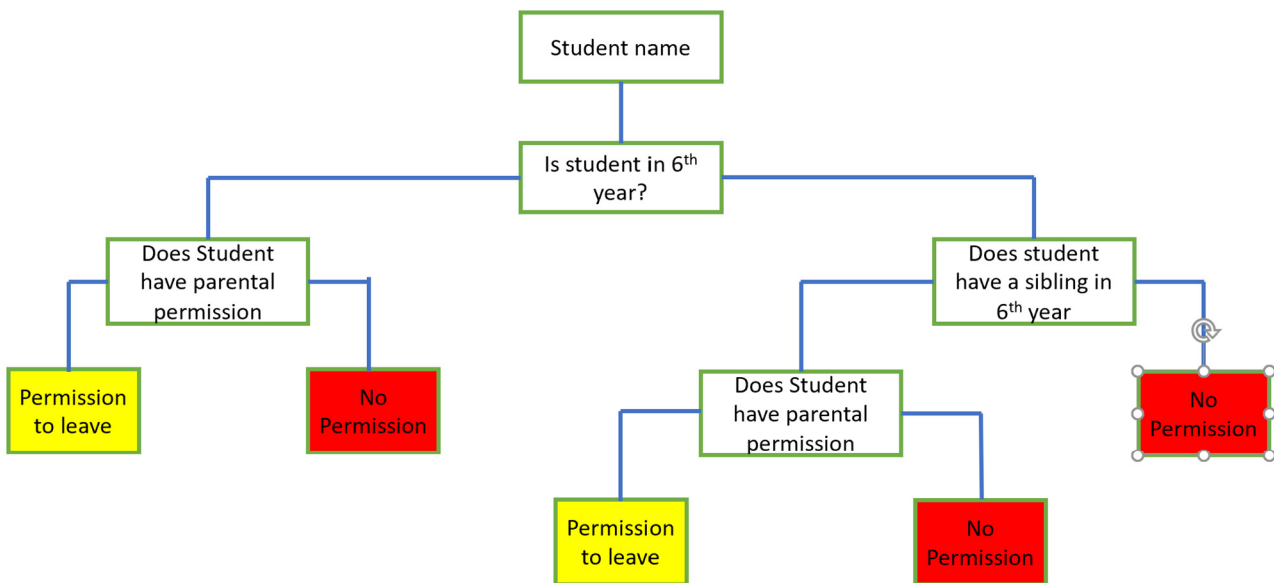 Student name
Is student in 6th
year?
Does Student
have parental
permission
Does student
have a sibling in
6th year
Permission
to leave
No
Permission
Does Student
have parental
permission
No
Permission
Permission
to leave
No
Permission